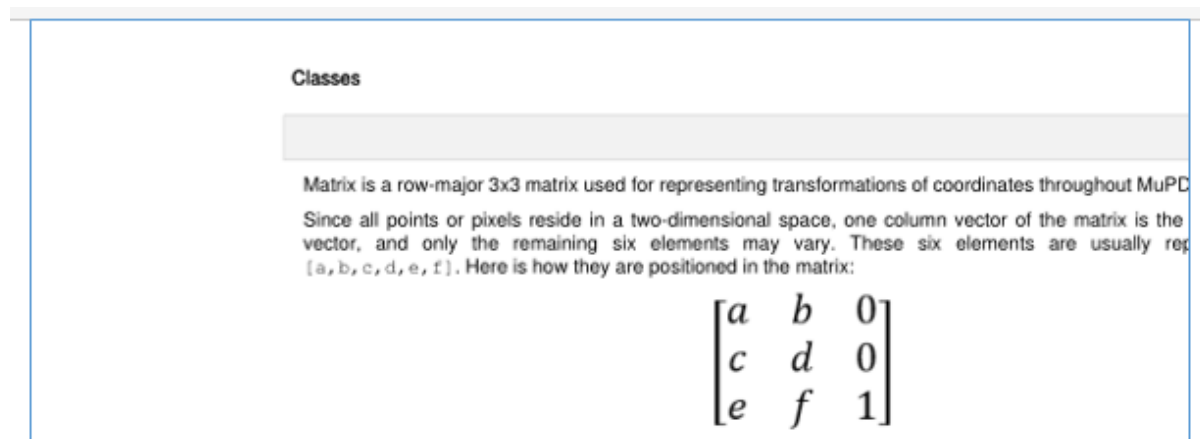 Classes
Matrix is a row-major 3x3 matrix used for representing transformations of coordinates throughout MuPD
Since all points or pixels reside in a two-dimensional space, one column vector of the matrix is the
vector, and only the remaining six elements may vary. These six elements are usually rep
[a,b,c,d,e,f]. Here is how they are positioned in the matrix:
a b 0
c d 0
e f 1